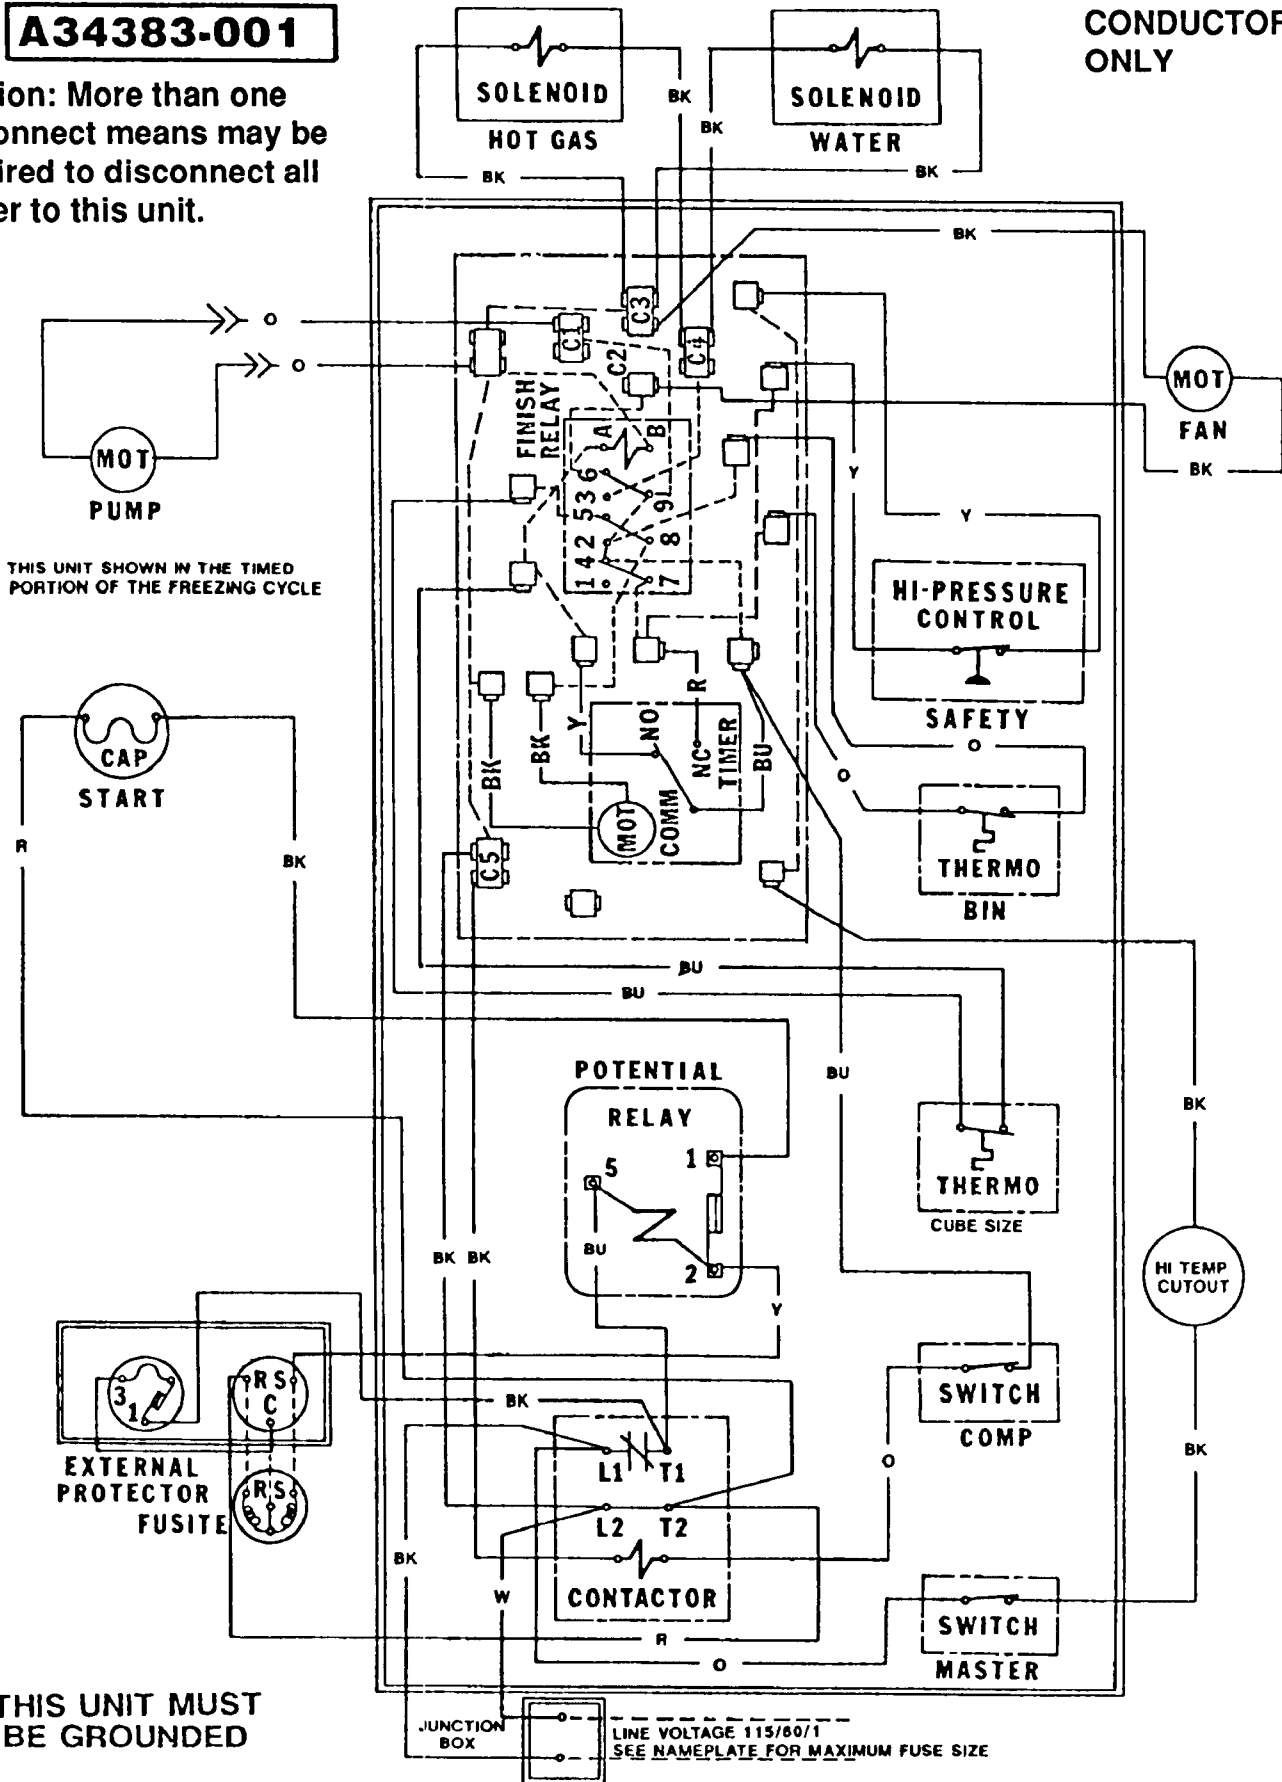 A34383-001
CONDUCTOR
ONLY
ion: More than one
onnect means may be
ired to disconnect all
er to this unit.
SOLENOID
HOT GAS
BK
BK
SOLENOID
WATER
BK
BK
BK
O
O
C3
C1
C2
C4
MOT
FAN
BK
MOT
PUMP
FINISH
RELAY
A B
6
3 9
5
2 8
4
1 7
Y
Y
THIS UNIT SHOWN IN THE TIMED
PORTION OF THE FREEZING CYCLE
HI-PRESSURE
CONTROL
SAFETY
CAP
START
R
BK
BK
BK
Y
NO
R
NC
TIMER
BU
COMM
MOT
C5
O
O
THERMO
BIN
BU
BU
BU
BK
POTENTIAL
RELAY
1
5
2
BU
Y
THERMO
CUBE SIZE
BK BK
HI TEMP
CUTOUT
3
1
R S
C
EXTERNAL
PROTECTOR
R S
FUSITE
BK
L1 T1
L2 T2
CONTACTOR
SWITCH
COMP
O
BK
BK
W
R
O
SWITCH
MASTER
THIS UNIT MUST
BE GROUNDED
JUNCTION
BOX
LINE VOLTAGE 115/60/1
SEE NAMEPLATE FOR MAXIMUM FUSE SIZE